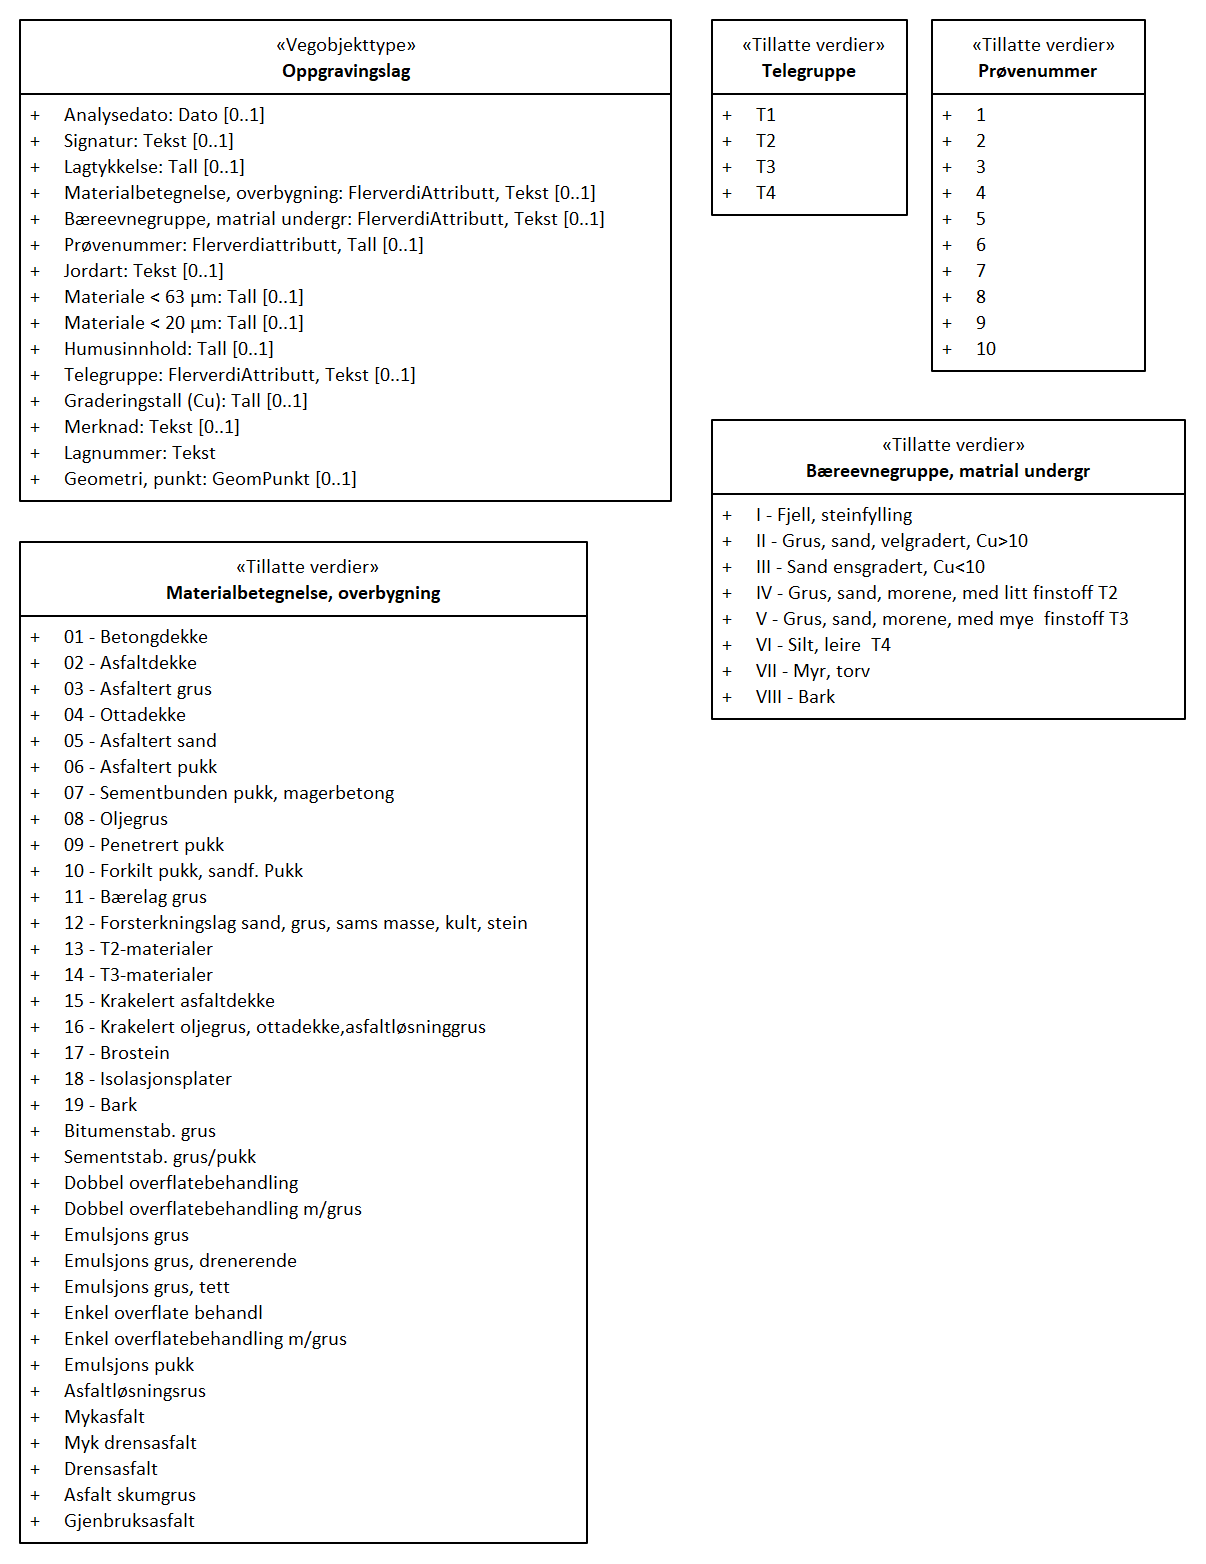 «Vegobjekttype»
Oppgravingslag
+ Analysedato: Dato [0..1]
+ Signatur: Tekst [0..1]
+ Lagtykkelse: Tall [0..1]
+ Materialbetegnelse, overbygning: FlerverdiAttributt, Tekst [0..1]
+ Bæreevnegruppe, matrial undergr: FlerverdiAttributt, Tekst [0..1]
+ Prøvenummer: Flerverdiattributt, Tall [0..1]
+ Jordart: Tekst [0..1]
+ Materiale < 63 µm: Tall [0..1]
+ Materiale < 20 µm: Tall [0..1]
+ Humusinnhold: Tall [0..1]
+ Telegruppe: FlerverdiAttributt, Tekst [0..1]
+ Graderingstall (Cu): Tall [0..1]
+ Merknad: Tekst [0..1]
+ Lagnummer: Tekst
+ Geometri, punkt: GeomPunkt [0..1]
«Tillatte verdier»
Telegruppe
+ T1
+ T2
+ T3
+ T4
«Tillatte verdier»
Prøvenummer
+ 1
+ 2
+ 3
+ 4
+ 5
+ 6
+ 7
+ 8
+ 9
+ 10
«Tillatte verdier»
Bæreevnegruppe, matrial undergr
+ I - Fjell, steinfylling
+ II - Grus, sand, velgradert, Cu>10
+ III - Sand ensgradert, Cu<10
+ IV - Grus, sand, morene, med litt finstoff T2
+ V - Grus, sand, morene, med mye  finstoff T3
+ VI - Silt, leire  T4
+ VII - Myr, torv
+ VIII - Bark
«Tillatte verdier»
Materialbetegnelse, overbygning
+ 01 - Betongdekke
+ 02 - Asfaltdekke
+ 03 - Asfaltert grus
+ 04 - Ottadekke
+ 05 - Asfaltert sand
+ 06 - Asfaltert pukk
+ 07 - Sementbunden pukk, magerbetong
+ 08 - Oljegrus
+ 09 - Penetrert pukk
+ 10 - Forkilt pukk, sandf. Pukk
+ 11 - Bærelag grus
+ 12 - Forsterkningslag sand, grus, sams masse, kult, stein
+ 13 - T2-materialer
+ 14 - T3-materialer
+ 15 - Krakelert asfaltdekke
+ 16 - Krakelert oljegrus, ottadekke,asfaltløsninggrus
+ 17 - Brostein
+ 18 - Isolasjonsplater
+ 19 - Bark
+ Bitumenstab. grus
+ Sementstab. grus/pukk
+ Dobbel overflatebehandling
+ Dobbel overflatebehandling m/grus
+ Emulsjons grus
+ Emulsjons grus, drenerende
+ Emulsjons grus, tett
+ Enkel overflate behandl
+ Enkel overflatebehandling m/grus
+ Emulsjons pukk
+ Asfaltløsningsrus
+ Mykasfalt
+ Myk drensasfalt
+ Drensasfalt
+ Asfalt skumgrus
+ Gjenbruksasfalt